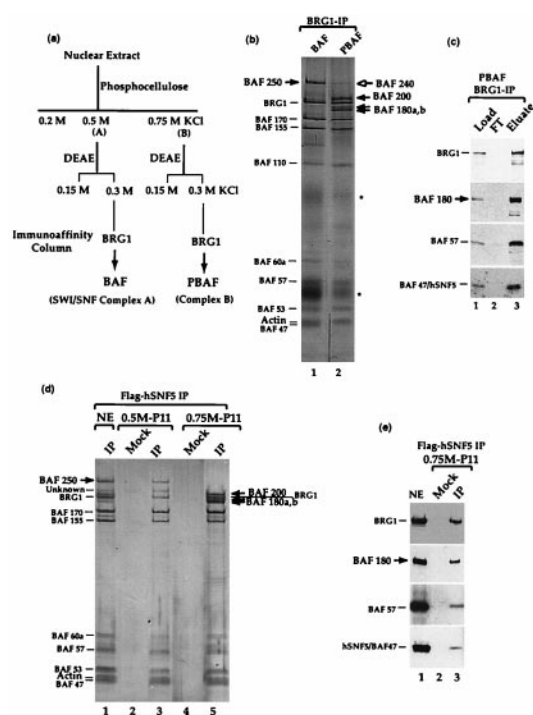 (a)
Nuclear Extract
Phosphocellulose
0.2 M 0.5 M 0.75 M KCl
(A) (B)
DEAE DEAE
0.15 M 0.3 M 0.15 M 0.3 M KCl
Immunoaffinity
Column
BRG1 BRG1
BAF PBAF
(SWI/SNF Complex A) (Complex B)
(b)
BRG1-IP
BAF PBAF
BAF 250
BRG1
BAF 170
BAF 155
BAF 110
BAF 60a
BAF 57
BAF 53
Actin
BAF 47
BAF 240
BAF 200
BAF 180a,b
*
*
1 2
(c)
PBAF
BRG1-IP
Load FT Eluate
BRG1
BAF 180
BAF 57
BAF 47/hSNF5
1 2 3
(d)
Flag-hSNF5 IP
NE 0.5M-P11 0.75M-P11
IP Mock IP Mock IP
BAF 250
Unknown
BRG1
BAF 170
BAF 155
BAF 60a
BAF 57
BAF 53
Actin
BAF 47
BAF 200
BRG1
BAF 180a,b
1 2 3 4 5
(e)
Flag-hSNF5 IP
0.75M-P11
NE Mock IP
BRG1
BAF 180
BAF 57
hSNF5/BAF47
1 2 3